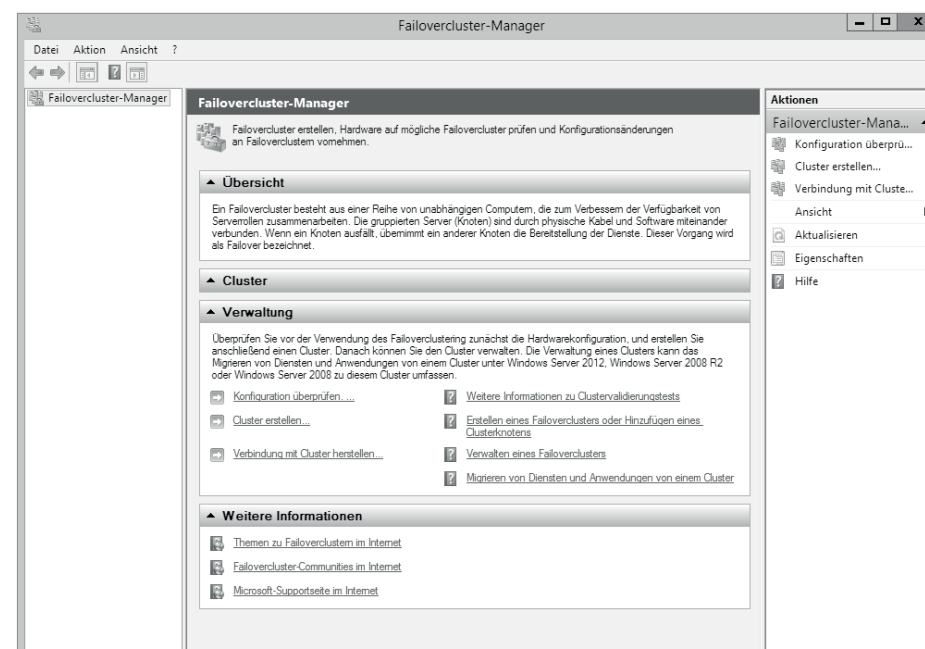 Failovercluster-Manager
Datei Aktion Ansicht ?
Failovercluster-Manager
Failovercluster-Manager
Failovercluster erstellen, Hardware auf mögliche Failovercluster prüfen und Konfigurationsänderungen
an Failoverclustern vornehmen.
Übersicht
Ein Failovercluster besteht aus einer Reihe von unabhängigen Computern, die zum Verbessern der Verfügbarkeit von
Serverrollen zusammenarbeiten. Die gruppierten Server (Knoten) sind durch physische Kabel und Software miteinander
verbunden. Wenn ein Knoten ausfällt, übernimmt ein anderer Knoten die Bereitstellung der Dienste. Dieser Vorgang wird
als Failover bezeichnet.
Cluster
Verwaltung
Überprüfen Sie vor der Verwendung des Failoverclustering zunächst die Hardwarekonfiguration, und erstellen Sie
anschließend einen Cluster. Danach können Sie den Cluster verwalten. Die Verwaltung eines Clusters kann das
Migrieren von Diensten und Anwendungen von einem Cluster unter Windows Server 2012, Windows Server 2008 R2
oder Windows Server 2008 zu diesem Cluster umfassen.
Konfiguration überprüfen. ...
Cluster erstellen...
Verbindung mit Cluster herstellen...
Weitere Informationen zu Clustervalidierungstests
Erstellen eines Failoverclusters oder Hinzufügen eines
Clusterknotens
Verwalten eines Failoverclusters
Migrieren von Diensten und Anwendungen von einem Cluster
Weitere Informationen
Themen zu Failoverclustern im Internet
Failovercluster-Communities im Internet
Microsoft-Supportseite im Internet
Aktionen
Failovercluster-Mana...
Konfiguration überprü...
Cluster erstellen...
Verbindung mit Cluste...
Ansicht
Aktualisieren
Eigenschaften
Hilfe